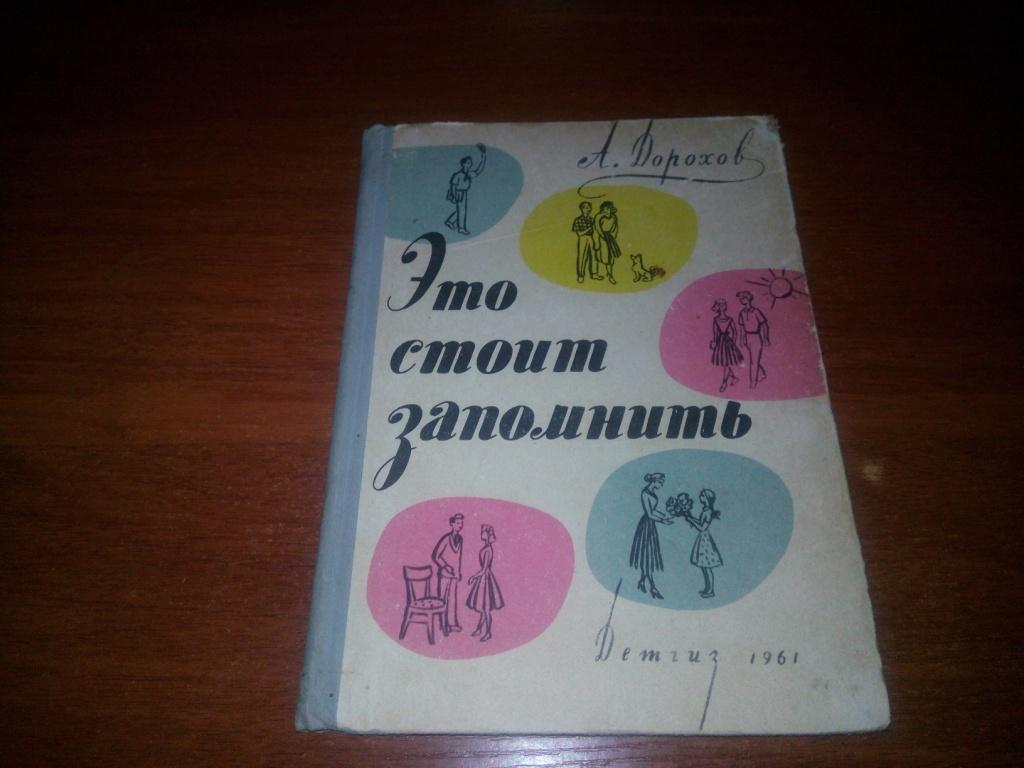 А. Дорохов
Это
стоит
запомнить
Детгиз 1961